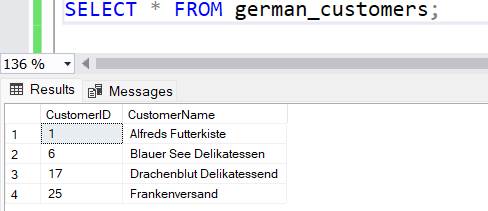 SELECT * FROM german_customers;
136 %
Results Messages
CustomerID CustomerName
1 1 Alfreds Futterkiste
2 6 Blauer See Delikatessen
3 17 Drachenblut Delikatessend
4 25 Frankenversand